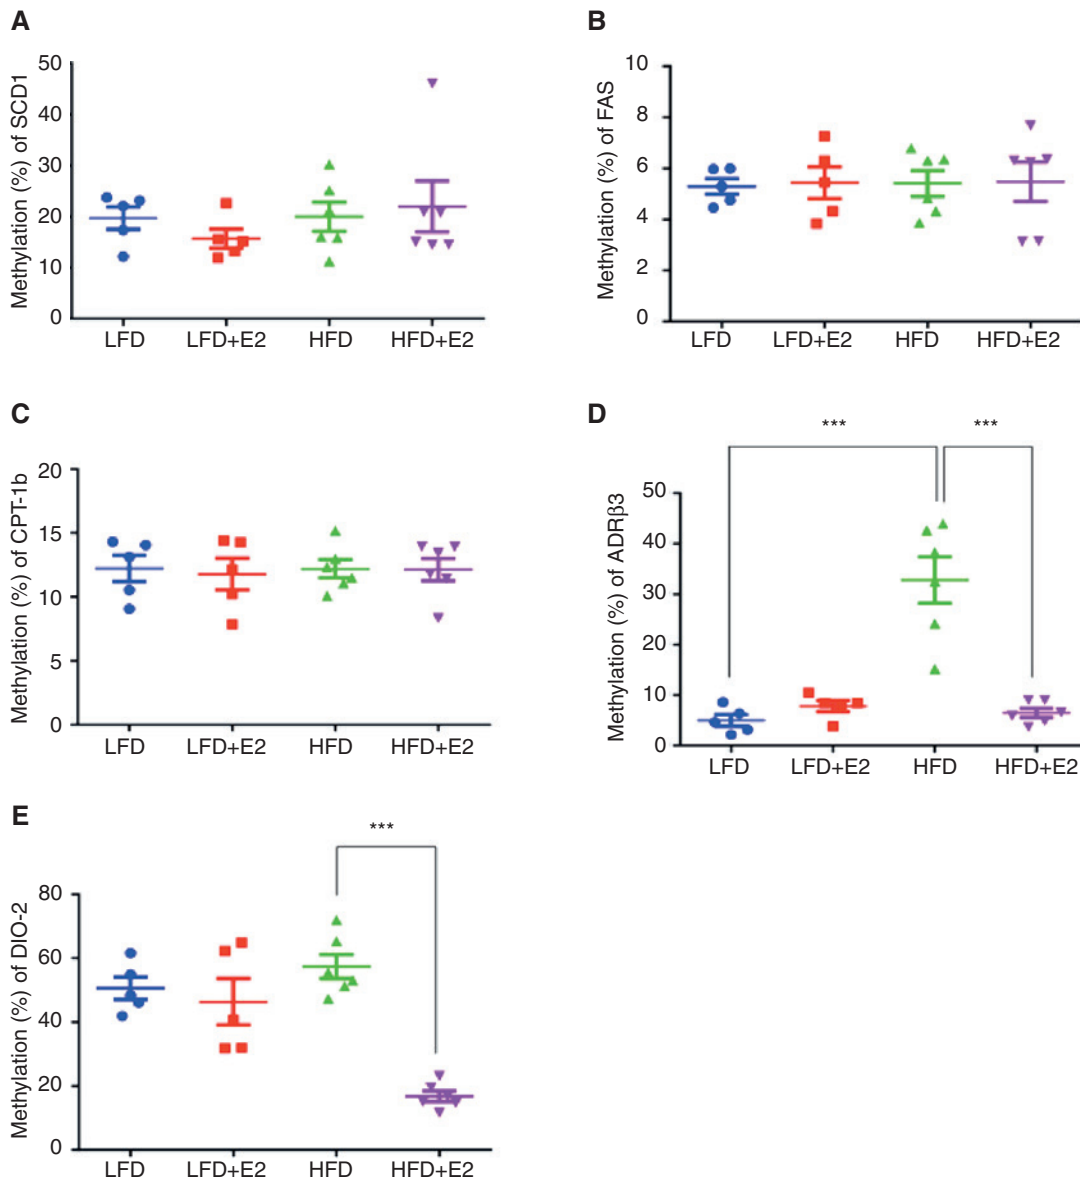 A
Methylation (%) of SCD1
50
40
30
20
10
0
LFD LFD+E2 HFD HFD+E2
B
Methylation (%) of FAS
10
8
6
4
2
0
LFD LFD+E2 HFD HFD+E2
C
Methylation (%) of CPT-1b
20
15
10
5
0
LFD LFD+E2 HFD HFD+E2
D
*** ***
Methylation (%) of ADRβ3
50
40
30
20
10
0
LFD LFD+E2 HFD HFD+E2
E
***
Methylation (%) of DIO-2
80
60
40
20
0
LFD LFD+E2 HFD HFD+E2